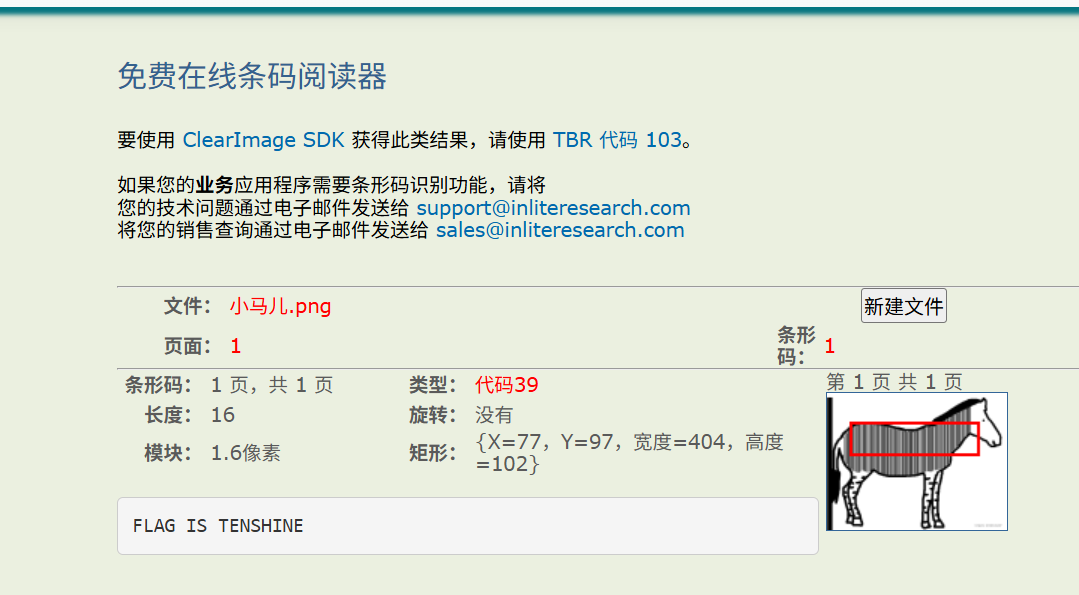 免费在线条码阅读器
要使用 ClearImage SDK 获得此类结果，请使用 TBR 代码 103。
如果您的业务应用程序需要条形码识别功能，请将
您的技术问题通过电子邮件发送给 support@inliteresearch.com
将您的销售查询通过电子邮件发送给 sales@inliteresearch.com
文件： 小马儿.png 新建文件
页面： 1 条形码： 1
条形码： 1 页，共 1 页 类型： 代码39 第 1 页 共 1 页
长度： 16 旋转： 没有
模块： 1.6像素 矩形： {X=77，Y=97，宽度=404，高度
=102}
FLAG IS TENSHINE